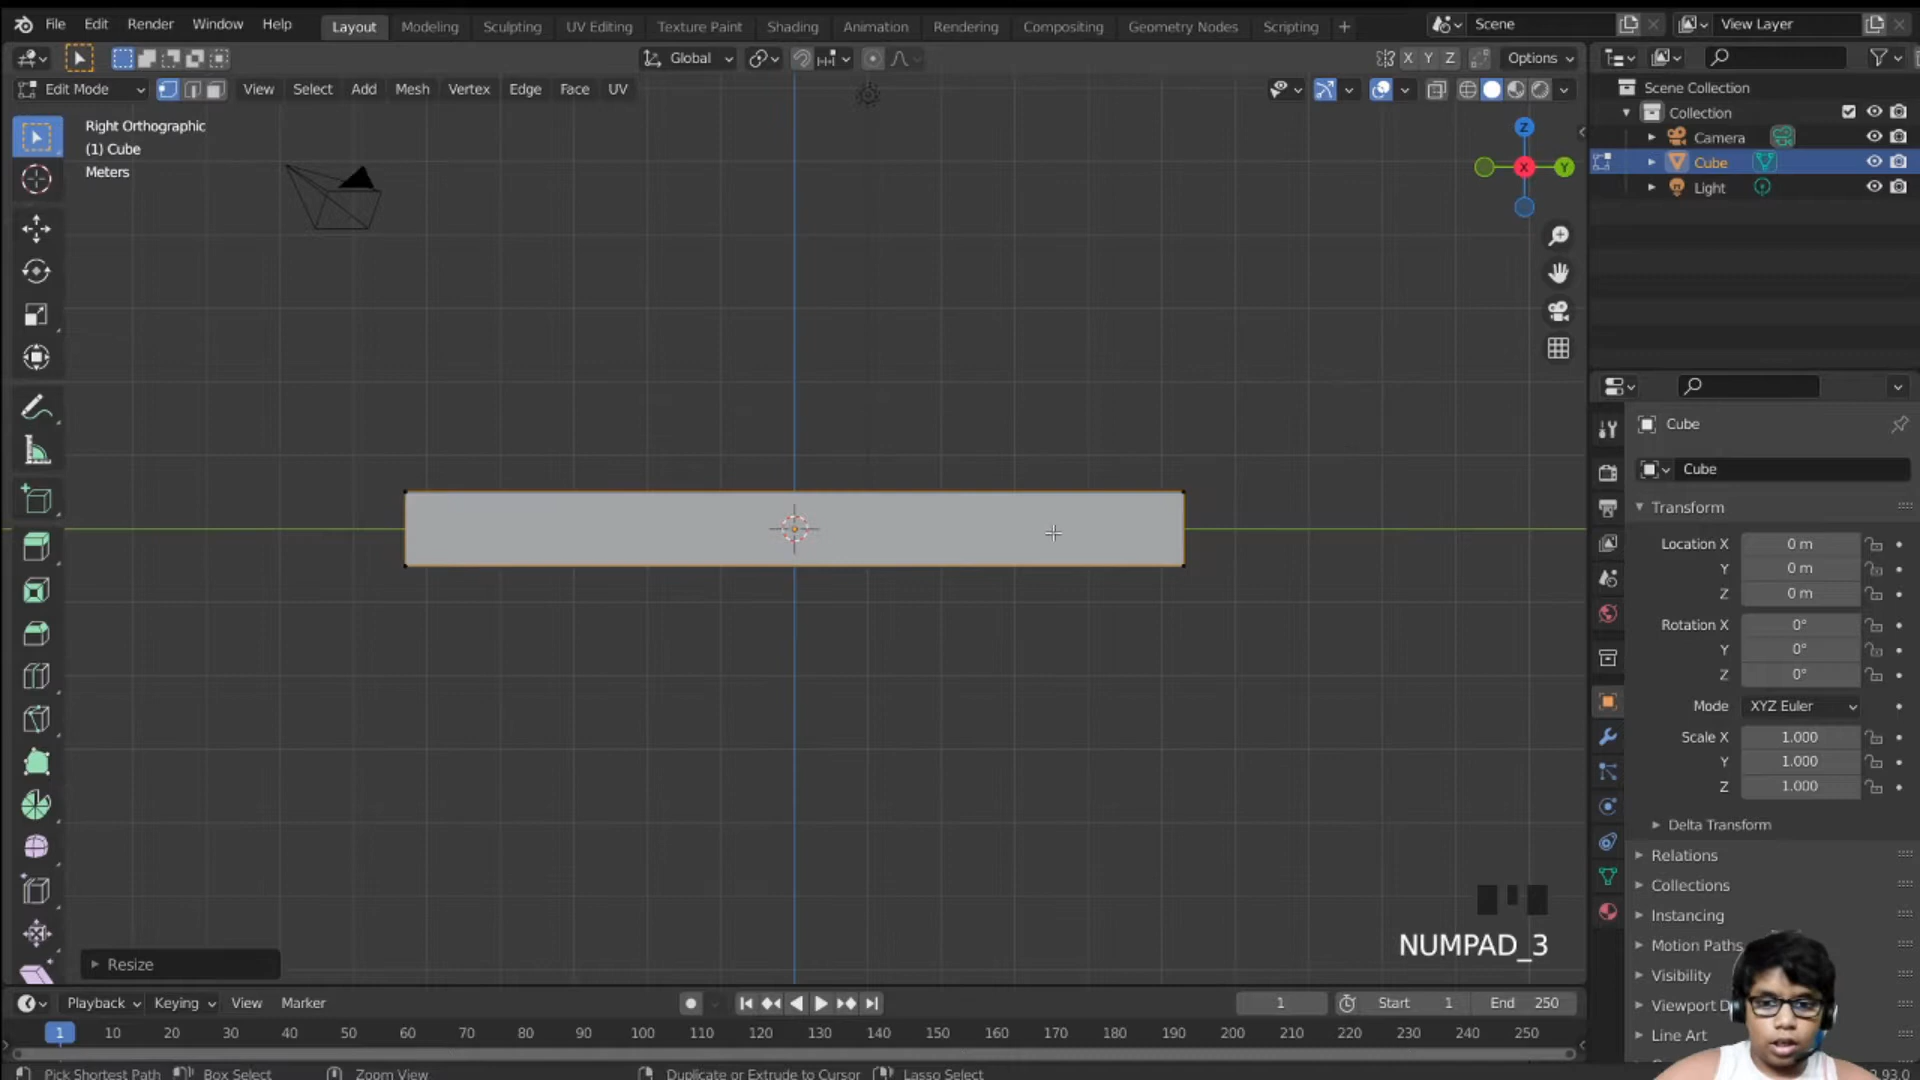 File Edit Render Window Help Layout Modeling Sculpting UV Editing Texture Paint Shading Animation Rendering Compositing Geometry Nodes Scripting + Scene View Layer
Global X Y Z Options
Edit Mode View Select Add Mesh Vertex Edge Face UV
Right Orthographic
(1) Cube
Meters
Z
X Y
Scene Collection
Collection
Camera
Cube
Light
Cube
Cube
Transform
Location X 0 m
Y 0 m
Z 0 m
Rotation X 0°
Y 0°
Z 0°
Mode XYZ Euler
Scale X 1.000
Y 1.000
Z 1.000
Delta Transform
Relations
Collections
Instancing
Motion Paths
Visibility
Viewport D
Line Art
NUMPAD_3
Resize
Playback Keying View Marker 1 Start 1 End 250
1 10 20 30 40 50 60 70 80 90 100 110 120 130 140 150 160 170 180 190 200 210 220 230 240 250
Pick Shortest Path Box Select Zoom View Duplicate or Extrude to Cursor Lasso Select 2.93.0